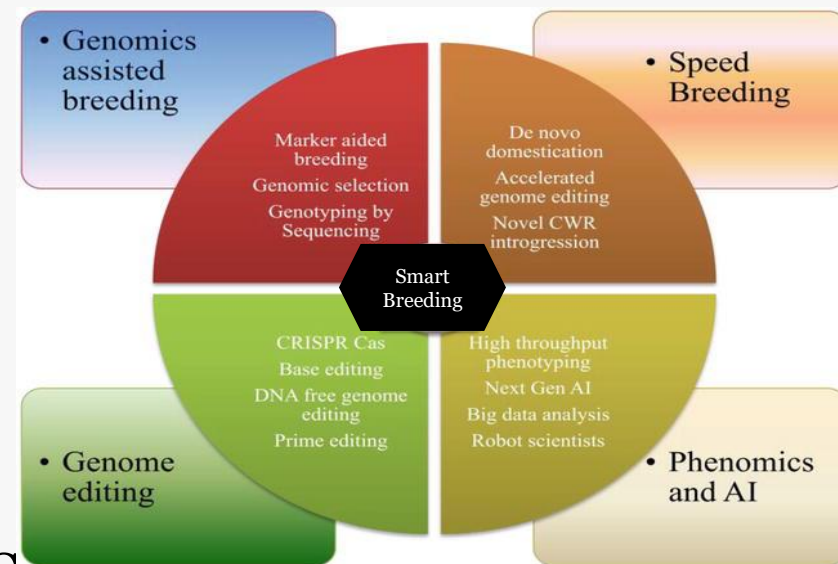 • Genomics
assisted
breeding
• Speed
Breeding
Marker aided
breeding
Genomic selection
Genotyping by
Sequencing
De novo
domestication
Accelerated
genome editing
Novel CWR
introgression
Smart
Breeding
CRISPR Cas
Base editing
DNA free genome
editing
Prime editing
High throughput
phenotyping
Next Gen AI
Big data analysis
Robot scientists
• Genome
editing
• Phenomics
and AI